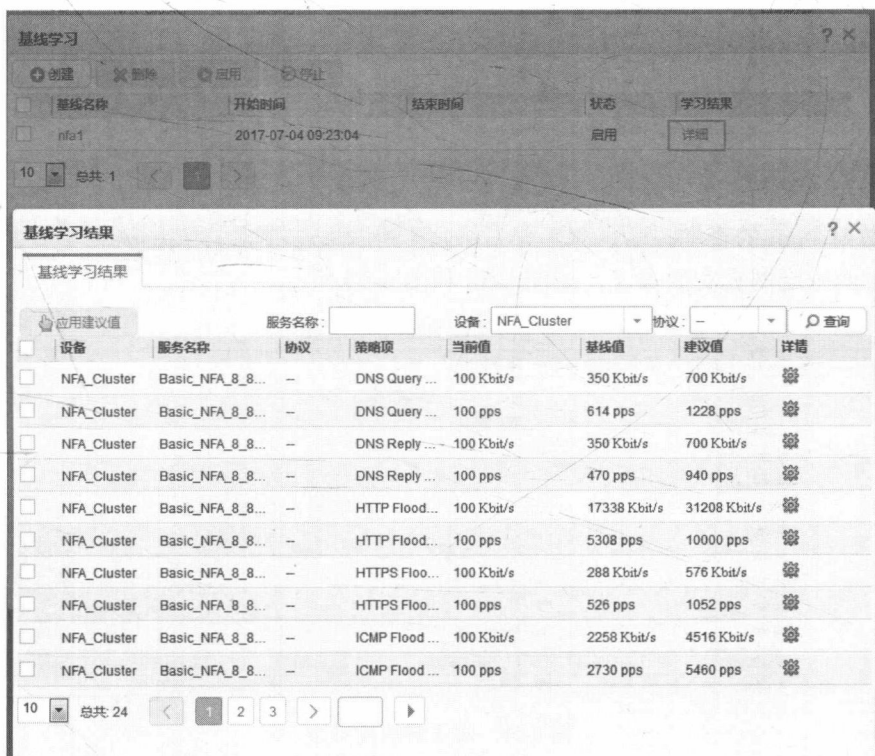 基线学习 ? ×
创建 删除 启用 停止
基线名称 开始时间 结束时间 状态 学习结果
nfa1 2017-07-04 09:23:04 启用 详细
10 总共: 1 < 1 >
基线学习结果 ? ×
基线学习结果
应用建议值 服务名称: 设备: NFA_Cluster 协议: -- 查询
设备 服务名称 协议 策略项 当前值 基线值 建议值 详情
NFA_Cluster Basic_NFA_8_8... -- DNS Query ... 100 Kbit/s 350 Kbit/s 700 Kbit/s
NFA_Cluster Basic_NFA_8_8... -- DNS Query ... 100 pps 614 pps 1228 pps
NFA_Cluster Basic_NFA_8_8... -- DNS Reply ... 100 Kbit/s 350 Kbit/s 700 Kbit/s
NFA_Cluster Basic_NFA_8_8... -- DNS Reply ... 100 pps 470 pps 940 pps
NFA_Cluster Basic_NFA_8_8... -- HTTP Flood... 100 Kbit/s 17338 Kbit/s 31208 Kbit/s
NFA_Cluster Basic_NFA_8_8... -- HTTP Flood... 100 pps 5308 pps 10000 pps
NFA_Cluster Basic_NFA_8_8... -- HTTPS Floo... 100 Kbit/s 288 Kbit/s 576 Kbit/s
NFA_Cluster Basic_NFA_8_8... -- HTTPS Floo... 100 pps 526 pps 1052 pps
NFA_Cluster Basic_NFA_8_8... -- ICMP Flood ... 100 Kbit/s 2258 Kbit/s 4516 Kbit/s
NFA_Cluster Basic_NFA_8_8... -- ICMP Flood ... 100 pps 2730 pps 5460 pps
10 总共: 24 < 1 2 3 >